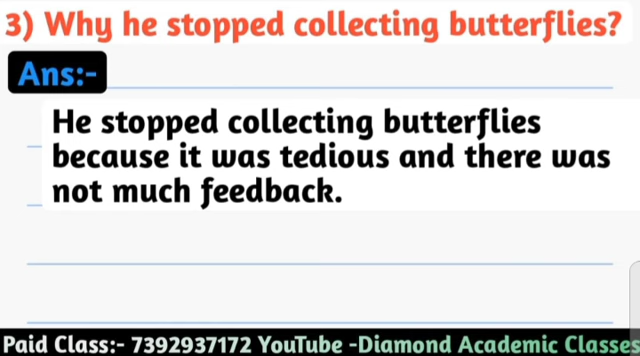 3) Why he stopped collecting butterflies?
Ans:-
He stopped collecting butterflies
because it was tedious and there was
not much feedback.
Paid Class:- 7392937172 YouTube -Diamond Academic Classes